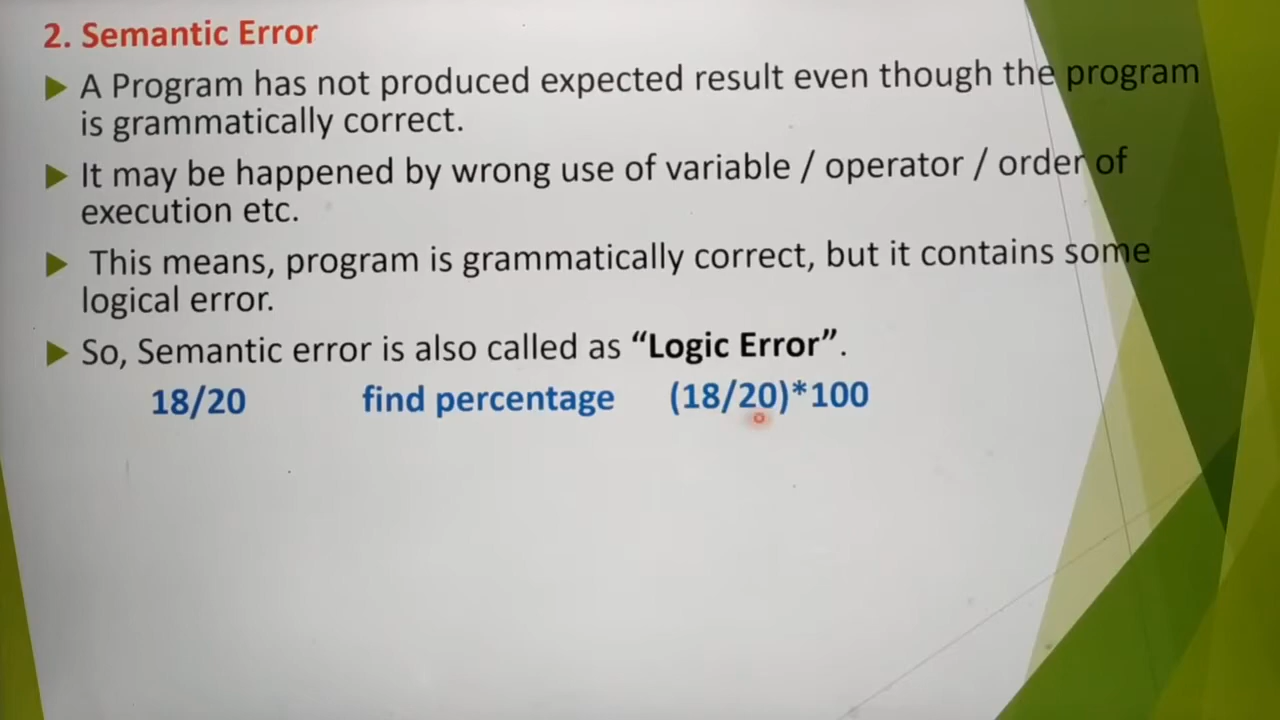 2. Semantic Error
A Program has not produced expected result even though the program
is grammatically correct.
It may be happened by wrong use of variable / operator / order of
execution etc.
This means, program is grammatically correct, but it contains some
logical error.
So, Semantic error is also called as “Logic Error”.
18/20 find percentage (18/20)*100